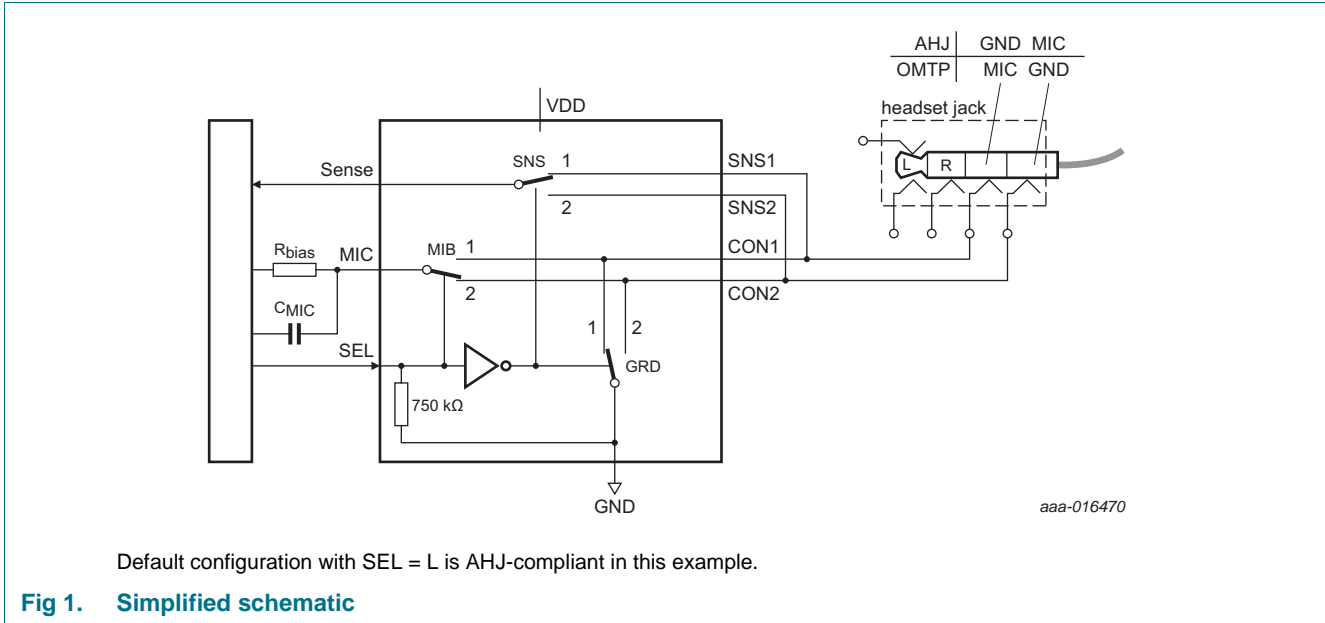 AHJ GND MIC
OMTP MIC GND
headset jack
L R
VDD
Sense
SNS 1
2
SNS1
SNS2
Rbias MIC
MIB 1
2
CON1
CON2
CMIC
1 2
SEL
GRD
750 kΩ
GND
aaa-016470
Default configuration with SEL = L is AHJ-compliant in this example.
Fig 1. Simplified schematic